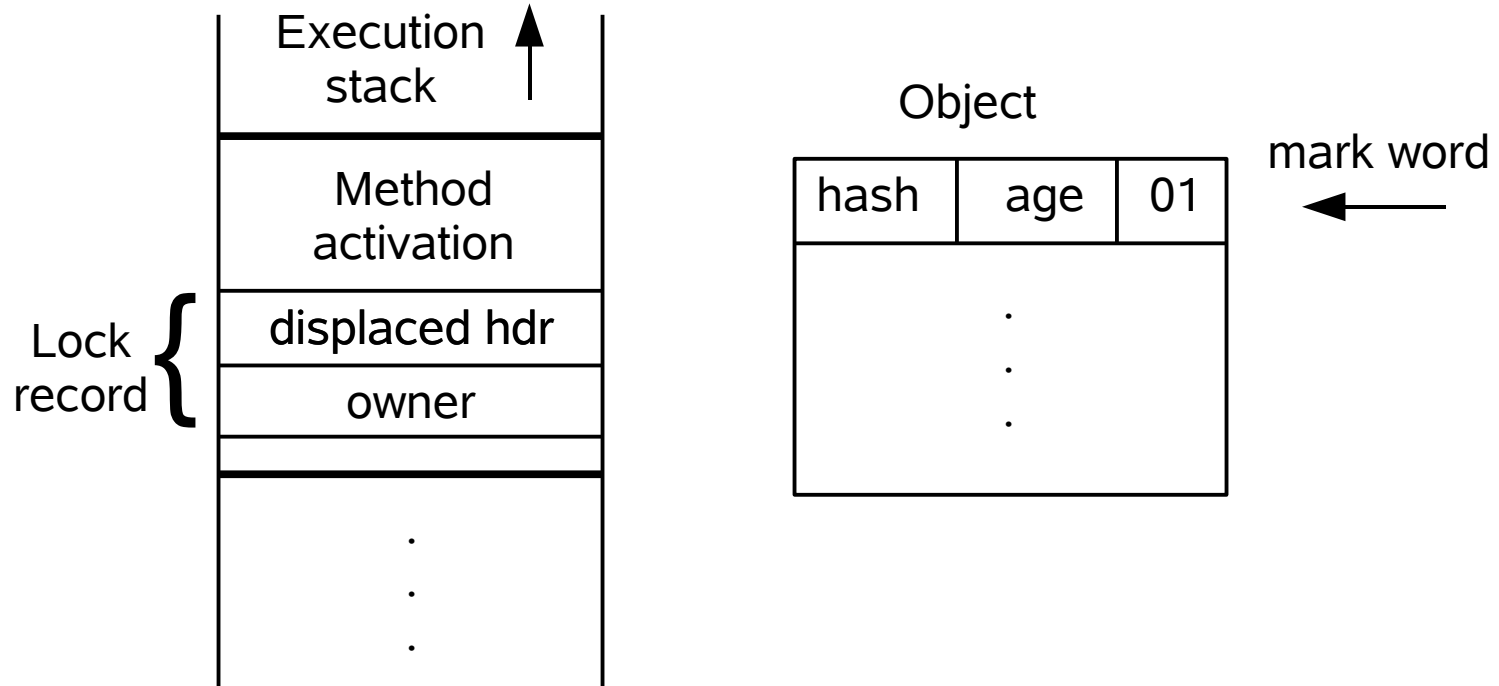 Execution
stack
Method
activation
Lock
record
displaced hdr
owner
Object
mark word
hash age 01